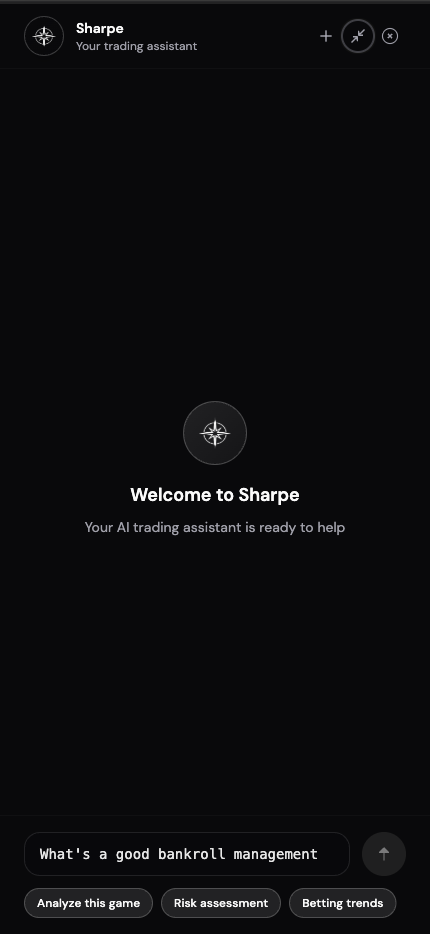 Sharpe
Your trading assistant
Welcome to Sharpe
Your AI trading assistant is ready to help
What's a good bankroll management
Analyze this game
Risk assessment
Betting trends